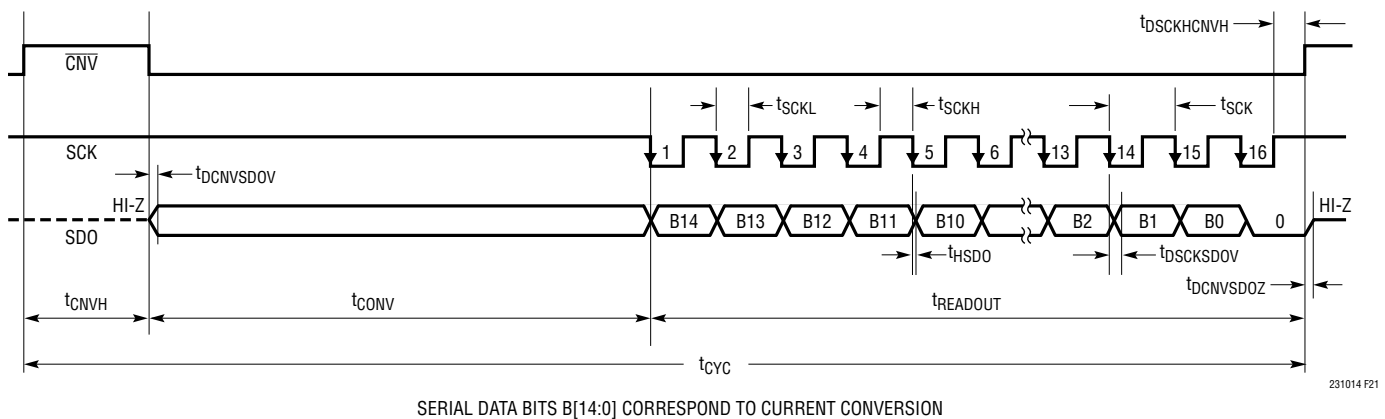 tDSCKHCNVH
CNV
tSCKL
tSCKH
tSCK
SCK
1 2 3 4 5 6 13 14 15 16
tDCNVSDOV
HI-Z
HI-Z
SDO
B14 B13 B12 B11 B10 B2 B1 B0 0
tHSDO
tDSCKSDOV
tDCNVSDOZ
tCNVH
tCONV
tREADOUT
tCYC
231014 F21
SERIAL DATA BITS B[14:0] CORRESPOND TO CURRENT CONVERSION